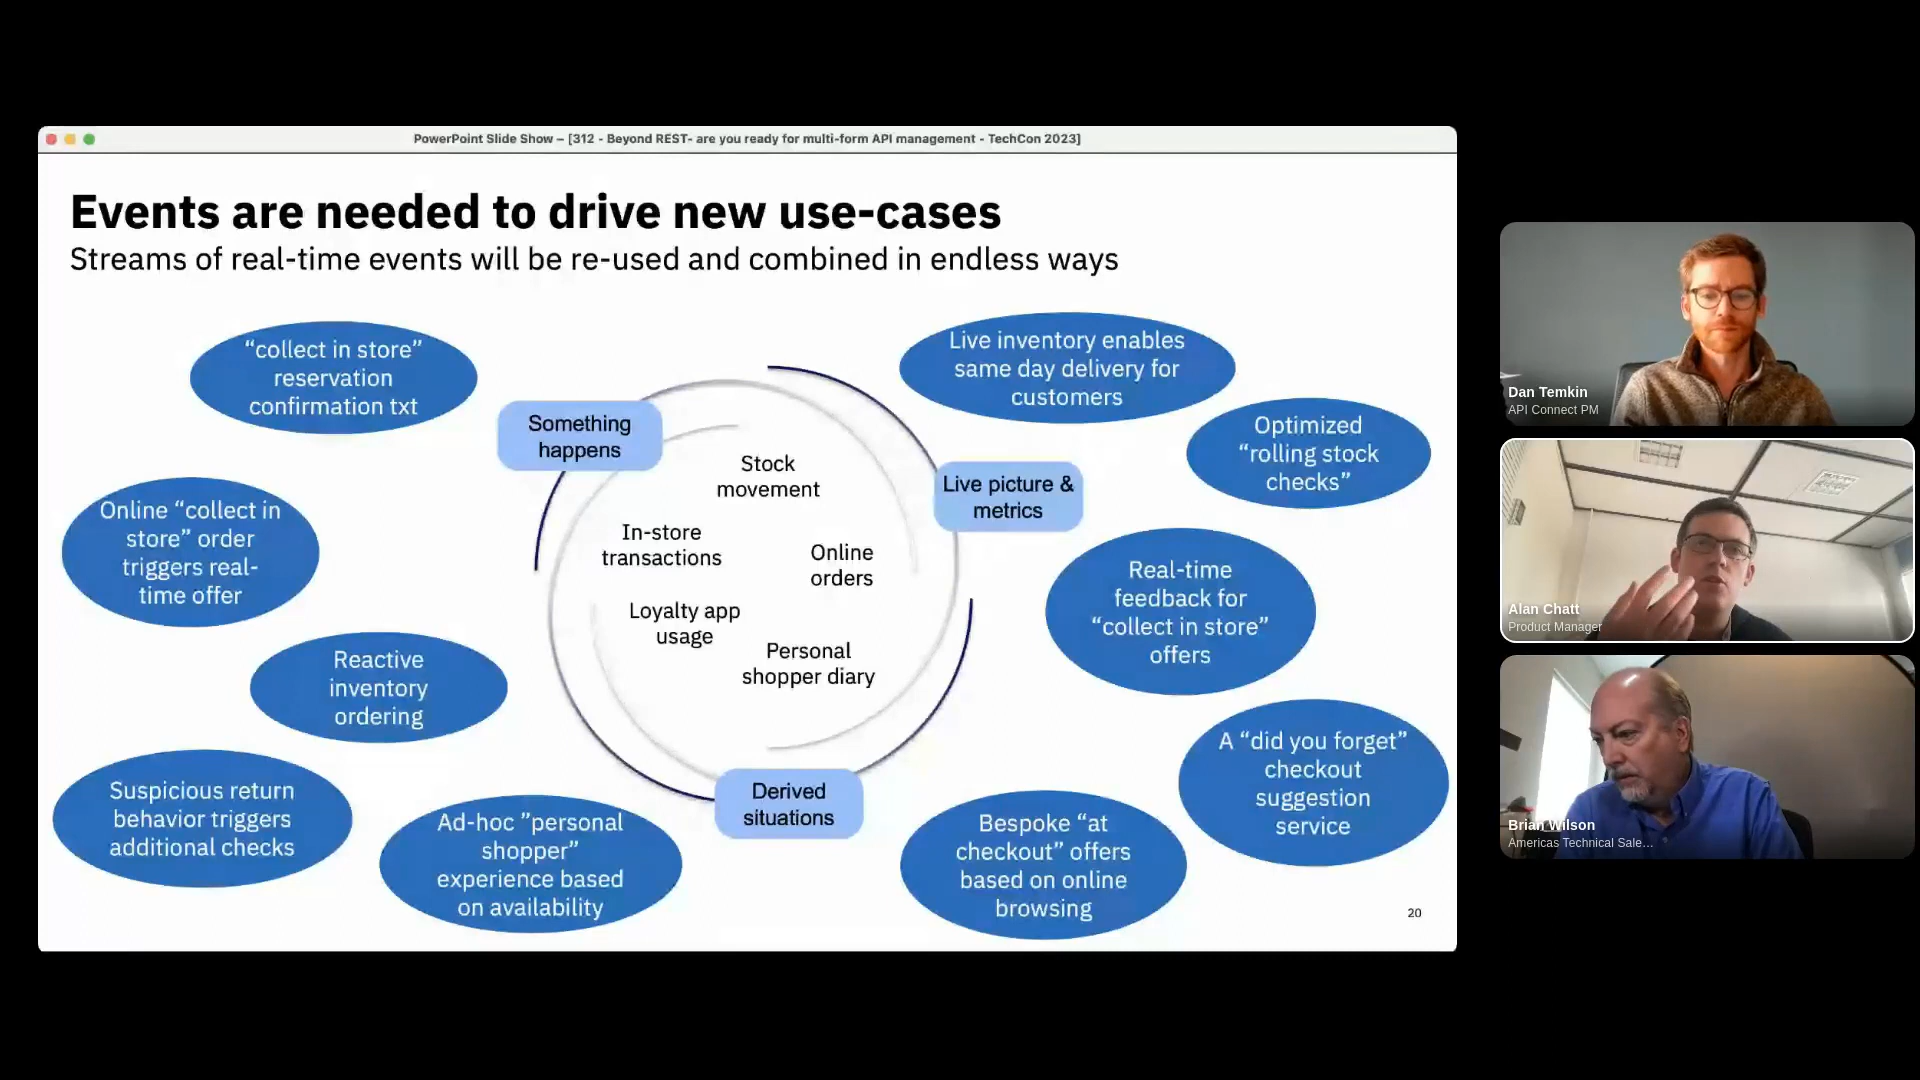 PowerPoint Slide Show – [312 - Beyond REST- are you ready for multi-form API management - TechCon 2023]
Events are needed to drive new use-cases
Streams of real-time events will be re-used and combined in endless ways
“collect in store”
reservation
confirmation txt
Online “collect in
store” order
triggers real-
time offer
Reactive
inventory
ordering
Suspicious return
behavior triggers
additional checks
Ad-hoc ”personal
shopper”
experience based
on availability
Something
happens
Stock
movement
In-store
transactions
Online
orders
Loyalty app
usage
Personal
shopper diary
Live picture &
metrics
Derived
situations
Live inventory enables
same day delivery for
customers
Optimized
“rolling stock
checks”
Real-time
feedback for
“collect in store”
offers
A “did you forget”
checkout
suggestion
service
Bespoke “at
checkout” offers
based on online
browsing
20
Dan Temkin
API Connect PM
Alan Chatt
Product Manager
Brian Wilson
Americas Technical Sale...